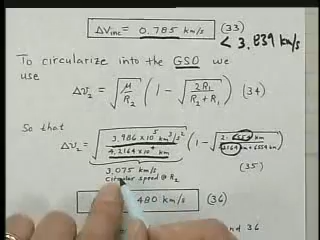 ΔV_inc = 0.785 km/s (33)
< 3.839 km/s
To circularize into the GSO we
use
ΔV₂ = √(μ/R₂) (1 - √(2R₁/(R₂+R₁))) (34)
So that
ΔV₂ = √(3.986 × 10⁵ km³/s² / 4.2164 × 10⁴ km) (1 - √(2· 6554 km / 42164 km + 6554 km))
(35)
3.075 km/s
circular speed @ R₂
480 km/s (36)